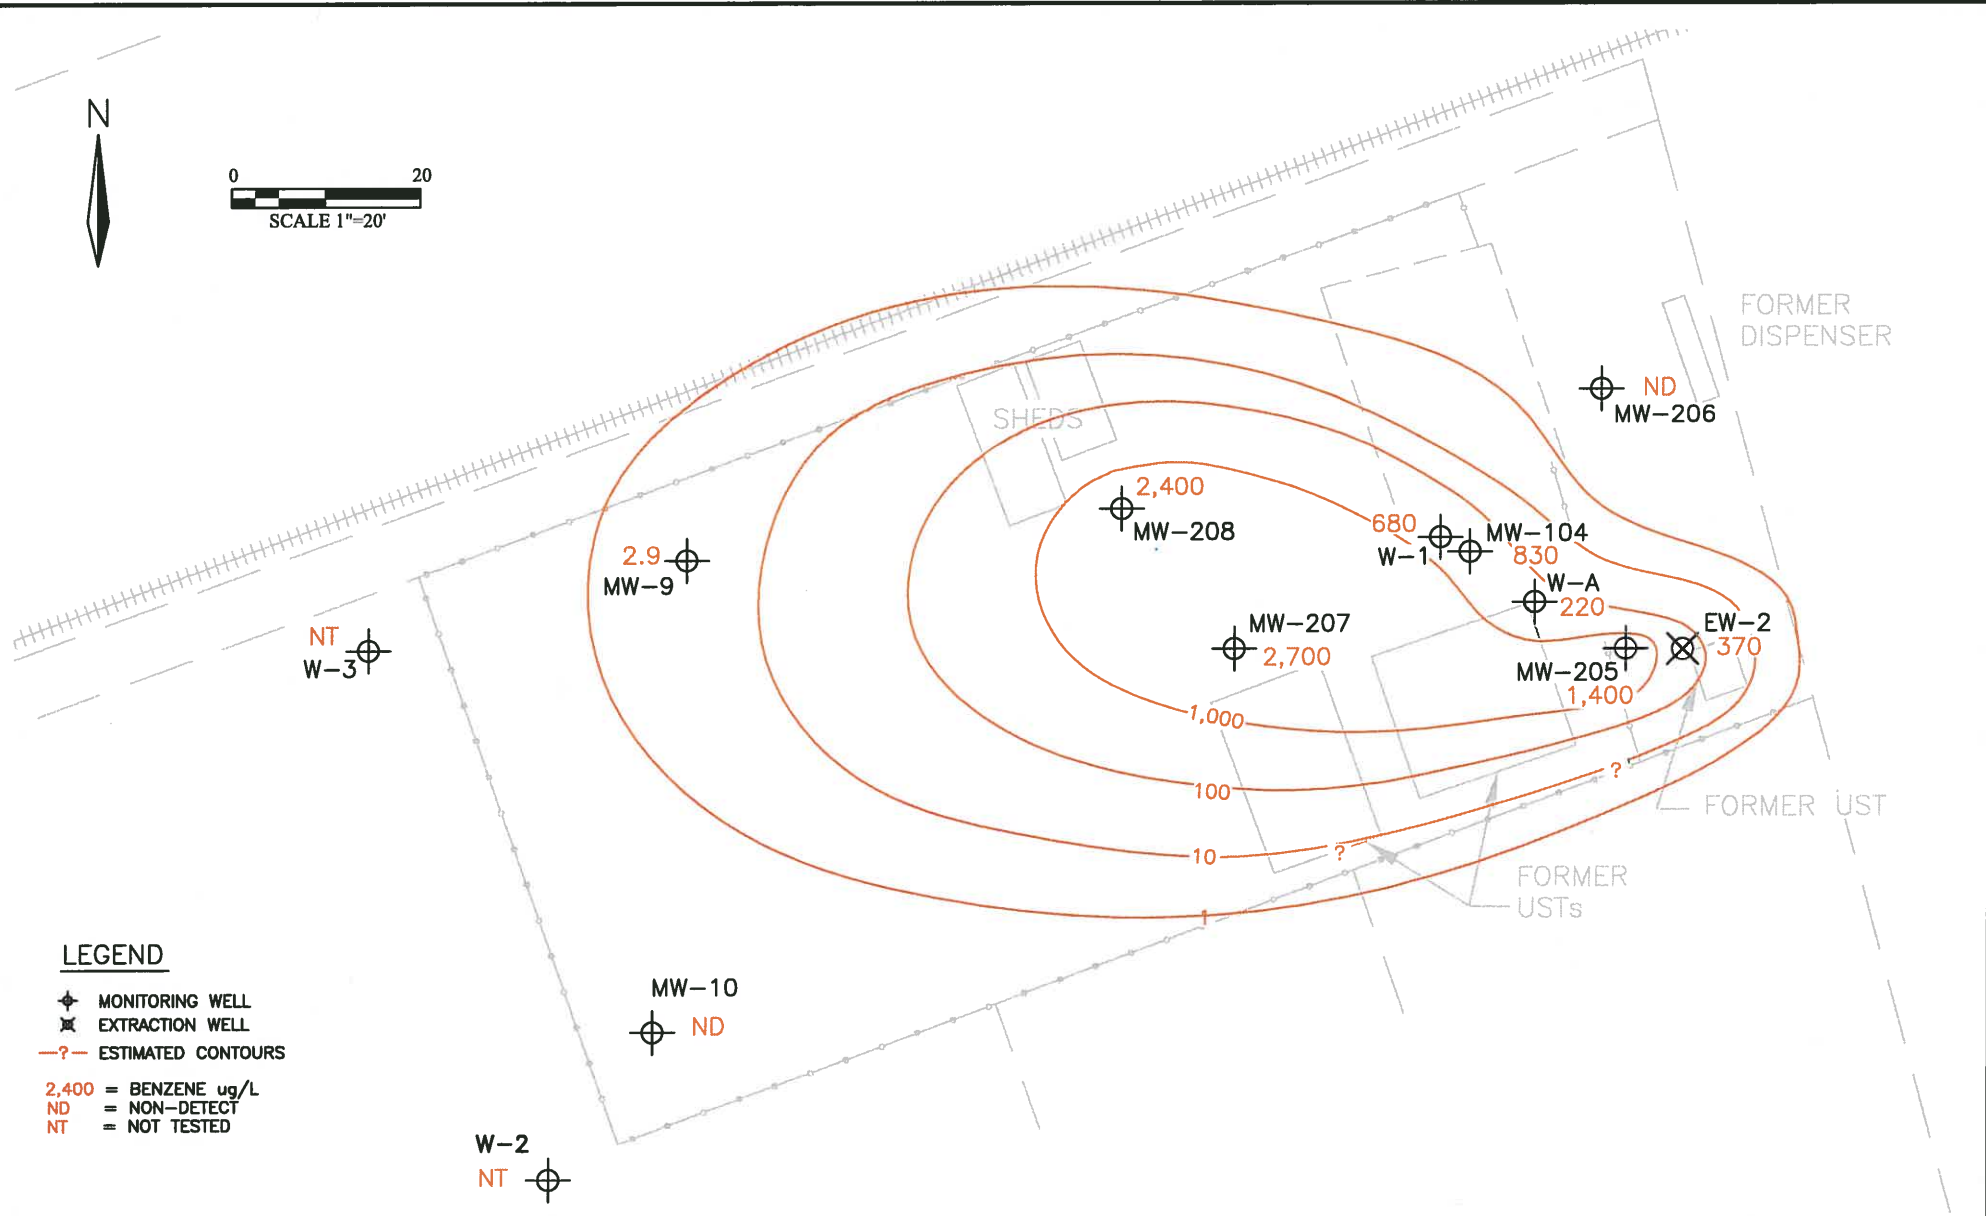 N
0 20
SCALE 1"=20'
FORMER
DISPENSER
ND
MW-206
SHEDS
2,400
MW-208
680
W-1
MW-104
830
2.9
MW-9
W-A
220
NT
W-3
MW-207
2,700
EW-2
370
MW-205
1,400
1,000
100
?
FORMER UST
10
?
FORMER
USTs
1
LEGEND
MONITORING WELL
EXTRACTION WELL
—?— ESTIMATED CONTOURS
2,400 = BENZENE ug/L
ND = NON-DETECT
NT = NOT TESTED
MW-10
ND
W-2
NT